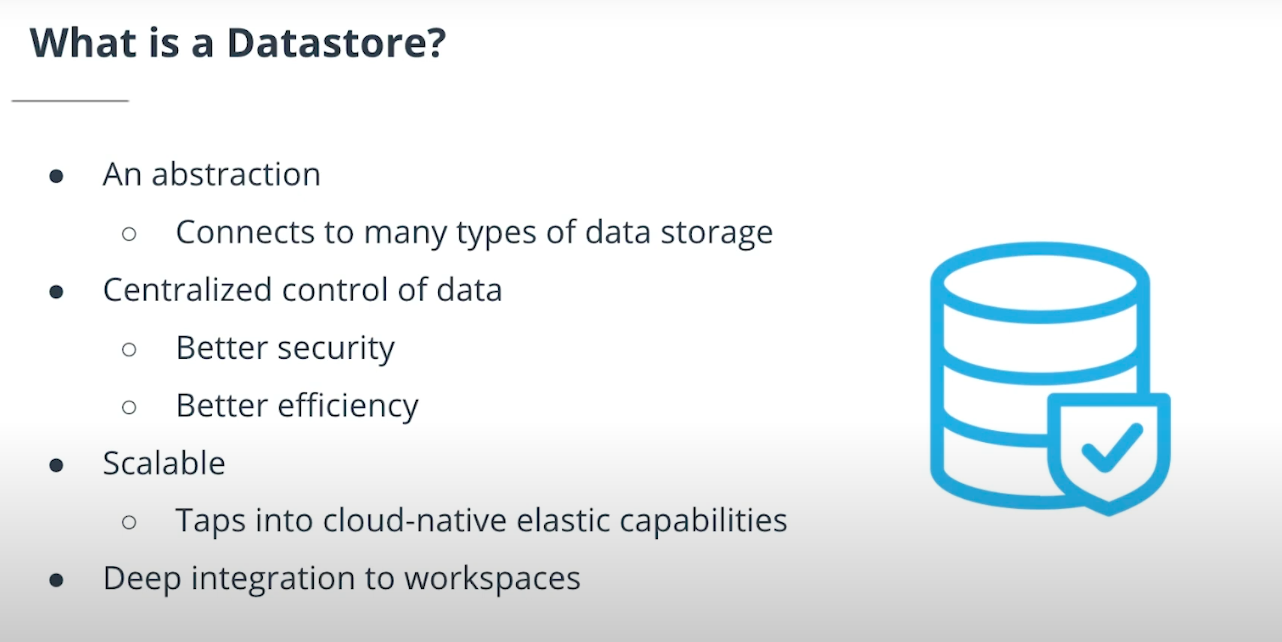 What is a Datastore?
● An abstraction
○ Connects to many types of data storage
● Centralized control of data
○ Better security
○ Better efficiency
● Scalable
○ Taps into cloud-native elastic capabilities
● Deep integration to workspaces